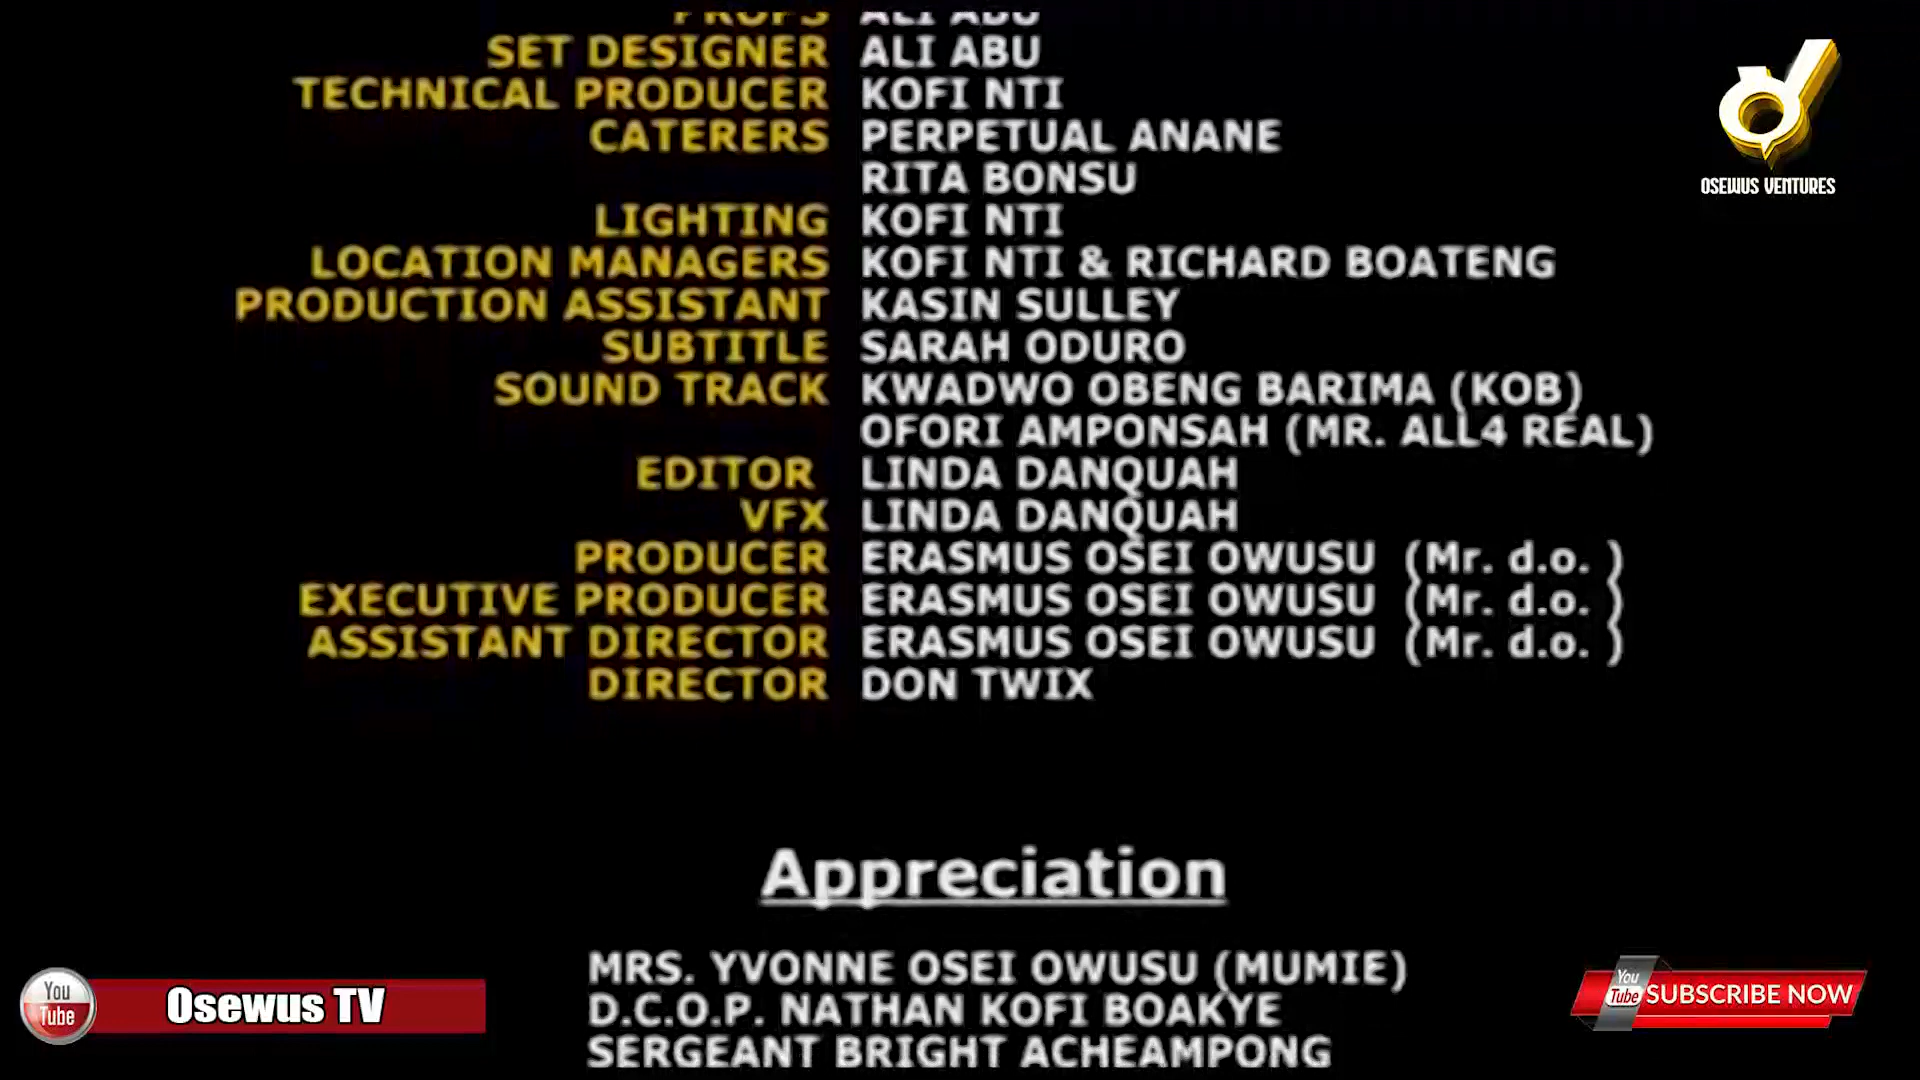 PROPS ALI ABU
SET DESIGNER ALI ABU
TECHNICAL PRODUCER KOFI NTI
CATERERS PERPETUAL ANANE
RITA BONSU
LIGHTING KOFI NTI
LOCATION MANAGERS KOFI NTI & RICHARD BOATENG
PRODUCTION ASSISTANT KASIN SULLEY
SUBTITLE SARAH ODURO
SOUND TRACK KWADWO OBENG BARIMA (KOB)
OFORI AMPONSAH (MR. ALL4 REAL)
EDITOR LINDA DANQUAH
VFX LINDA DANQUAH
PRODUCER ERASMUS OSEI OWUSU (Mr. d.o. )
EXECUTIVE PRODUCER ERASMUS OSEI OWUSU (Mr. d.o. )
ASSISTANT DIRECTOR ERASMUS OSEI OWUSU (Mr. d.o. )
DIRECTOR DON TWIX
OSEWUS VENTURES
Appreciation
MRS. YVONNE OSEI OWUSU (MUMIE)
D.C.O.P. NATHAN KOFI BOAKYE
SERGEANT BRIGHT ACHEAMPONG
You Tube Osewus TV
You Tube SUBSCRIBE NOW